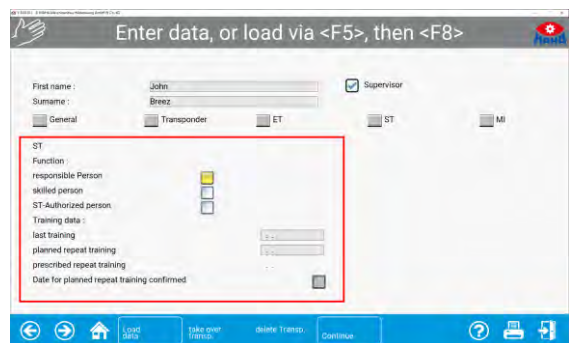 Enter data, or load via <F5>, then <F8>
MAHA
First name :
John
Supervisor
Surname :
Breez
General
Transponder
ET
ST
MI
ST
Function :
responsible Person
skilled person
ST-Authorized person
Training data :
last training
. .
planned repeat training
. .
prescribed repeat training
. .
Date for planned repeat training confirmed
Load data
take over transp.
delete Transp.
Continue
?